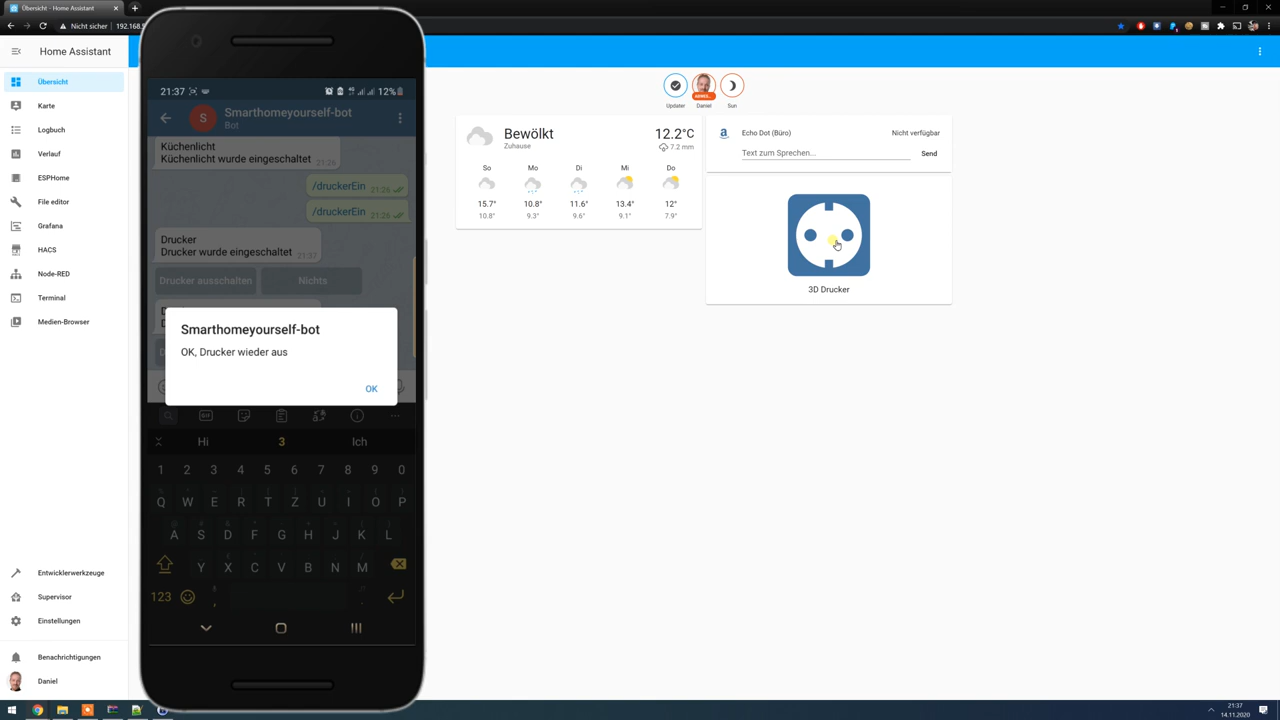 Übersicht - Home Assistant
Nicht sicher
192.168.
Home Assistant
Übersicht
Karte
Logbuch
Verlauf
ESPHome
File editor
Grafana
HACS
Node-RED
Terminal
Medien-Browser
Entwicklerwerkzeuge
Supervisor
Einstellungen
Benachrichtigungen
Daniel
21:37
12%
S
Smarthomeyourself-bot
Bot
Küchenlicht
Küchenlicht wurde eingeschaltet 21:26
/druckerEin 21:26
/druckerEin 21:26
Drucker
Drucker wurde eingeschaltet 21:37
Drucker ausschalten
Nichts
Smarthomeyourself-bot
OK, Drucker wieder aus
OK
GIF
Hi
3
Ich
1 2 3 4 5 6 7 8 9 0
Q W E R T Z U I O P
A S D F G H J K L
Y X C V B N M
123 , .
Updater
Daniel
Sun
Bewölkt
Zuhause
12.2°C
7.2 mm
So Mo Di Mi Do
15.7° 10.8° 11.6° 13.4° 12°
10.8° 9.3° 9.6° 9.1° 7.9°
Echo Dot (Büro)
Nicht verfügbar
Text zum Sprechen...
Send
3D Drucker
21:37
14.11.2020